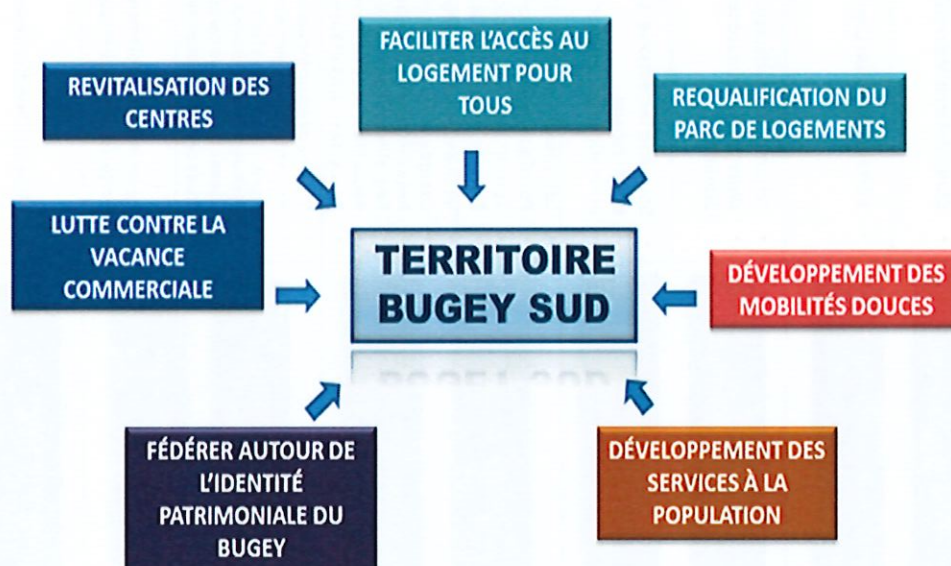 FACILITER L'ACCÈS AU
LOGEMENT POUR
TOUS
REVITALISATION DES
CENTRES
REQUALIFICATION DU
PARC DE LOGEMENTS
LUTTE CONTRE LA
VACANCE
COMMERCIALE
TERRITOIRE
BUGEY SUD
DÉVELOPPEMENT DES
MOBILITÉS DOUCES
FÉDÉRER AUTOUR DE
L'IDENTITÉ
PATRIMONIALE DU
BUGEY
DÉVELOPPEMENT DES
SERVICES À LA
POPULATION